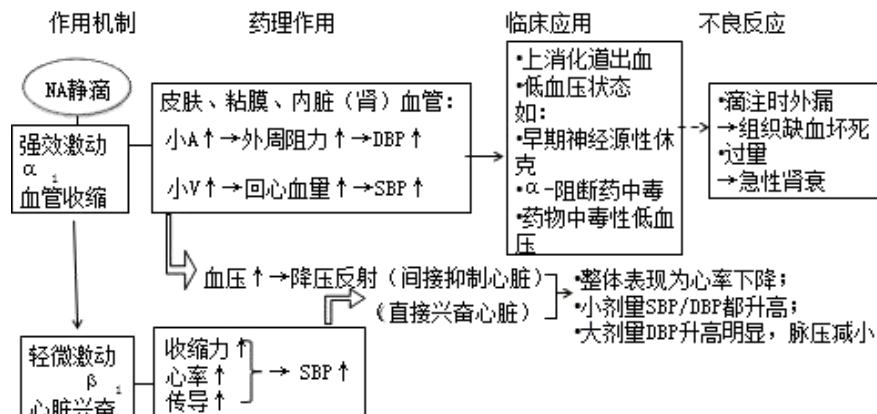 作用机制 药理作用 临床应用 不良反应
NA静滴
强效激动
α₁
血管收缩
皮肤、粘膜、内脏（肾）血管：
小A↑→外周阻力↑→DBP↑
小V↑→回心血量↑→SBP↑
•上消化道出血
•低血压状态
如：
•早期神经源性休
克
•α-阻断药中毒
•药物中毒性低血
压
•滴注时外漏
→组织缺血坏死
•过量
→急性肾衰
血压↑→降压反射（间接抑制心脏）
（直接兴奋心脏）
•整体表现为心率下降；
•小剂量SBP/DBP都升高；
•大剂量DBP升高明显，脉压减小
轻微激动
β₁
心脏兴奋
收缩力↑
心率↑
传导↑
→ SBP↑